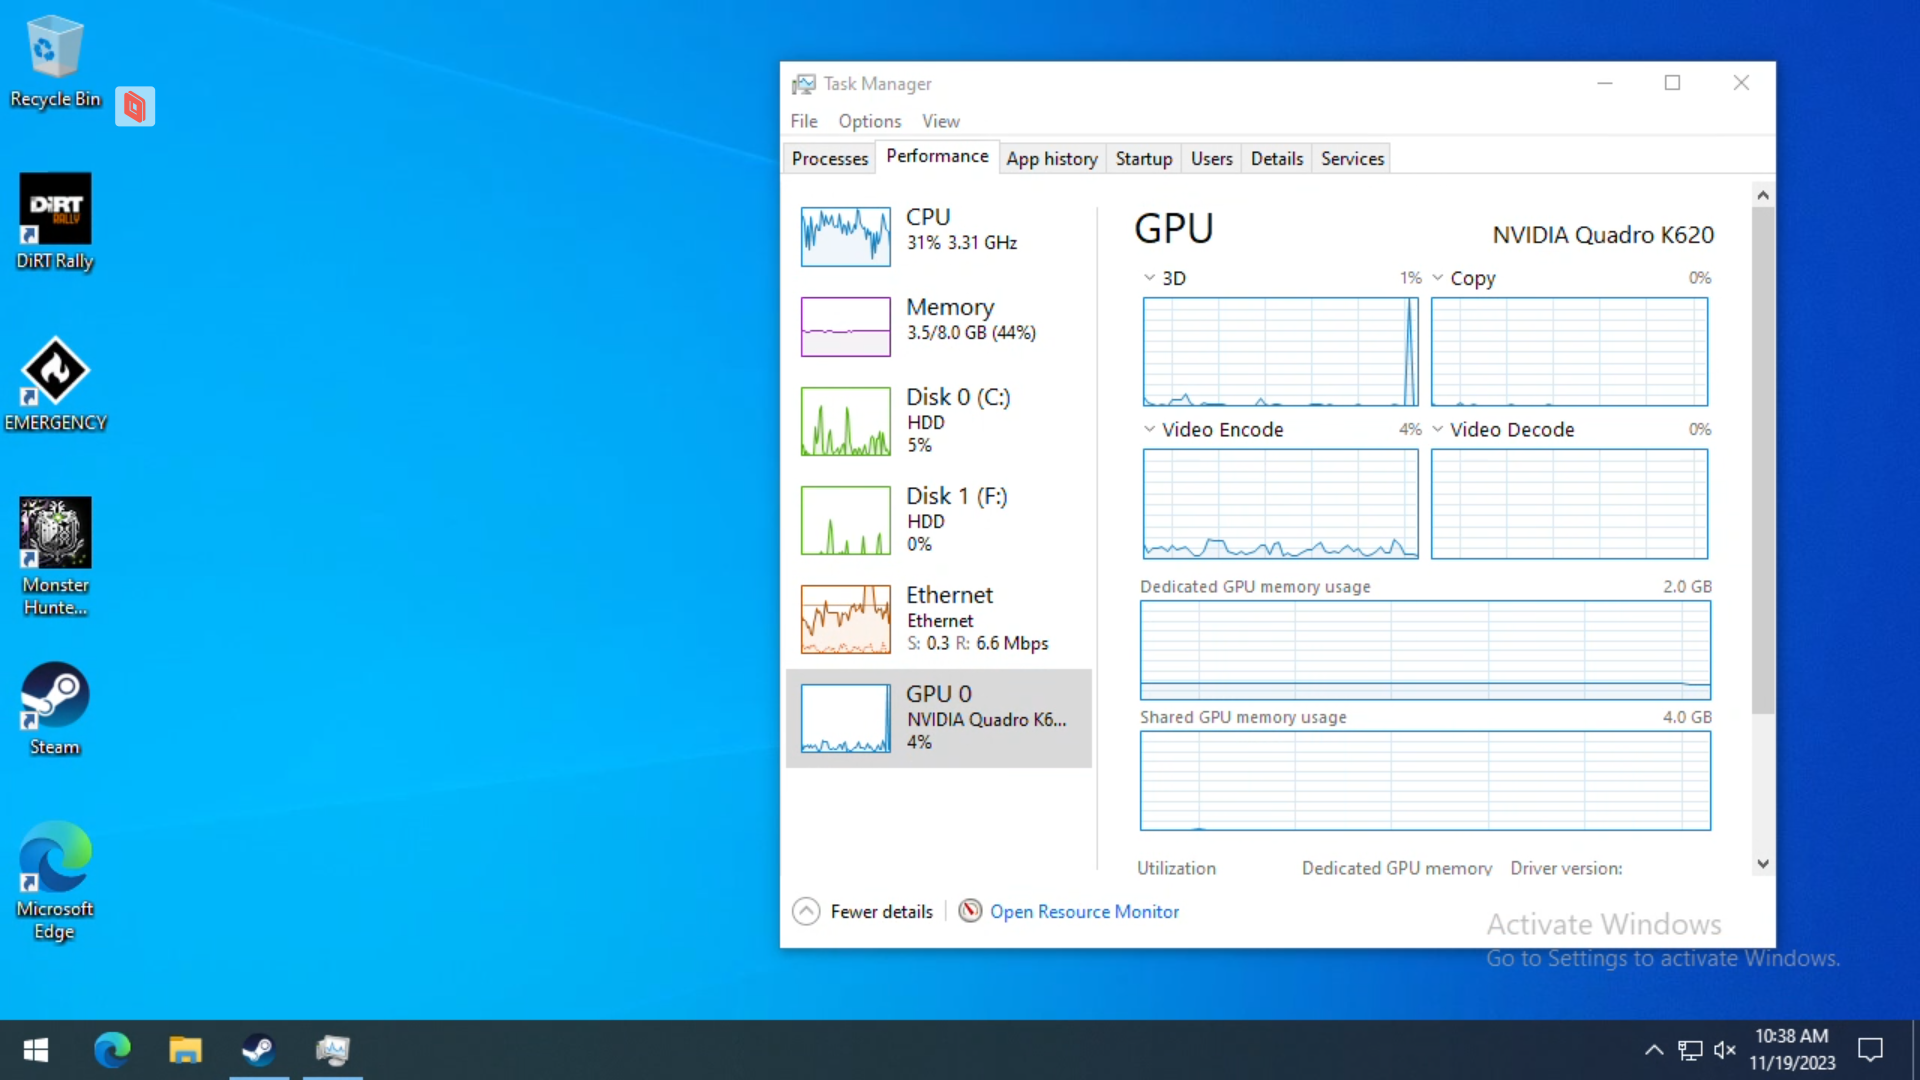 Recycle Bin
DiRT
RALLY
DiRT Rally
EMERGENCY
Monster
Hunte...
Steam
Microsoft
Edge
Task Manager
File Options View
Processes Performance App history Startup Users Details Services
CPU
31% 3.31 GHz
Memory
3.5/8.0 GB (44%)
Disk 0 (C:)
HDD
5%
Disk 1 (F:)
HDD
0%
Ethernet
Ethernet
S: 0.3 R: 6.6 Mbps
GPU 0
NVIDIA Quadro K6...
4%
GPU NVIDIA Quadro K620
3D 1% Copy 0%
Video Encode 4% Video Decode 0%
Dedicated GPU memory usage 2.0 GB
Shared GPU memory usage 4.0 GB
Utilization Dedicated GPU memory Driver version:
Fewer details Open Resource Monitor
Activate Windows
Go to Settings to activate Windows.
10:38 AM
11/19/2023